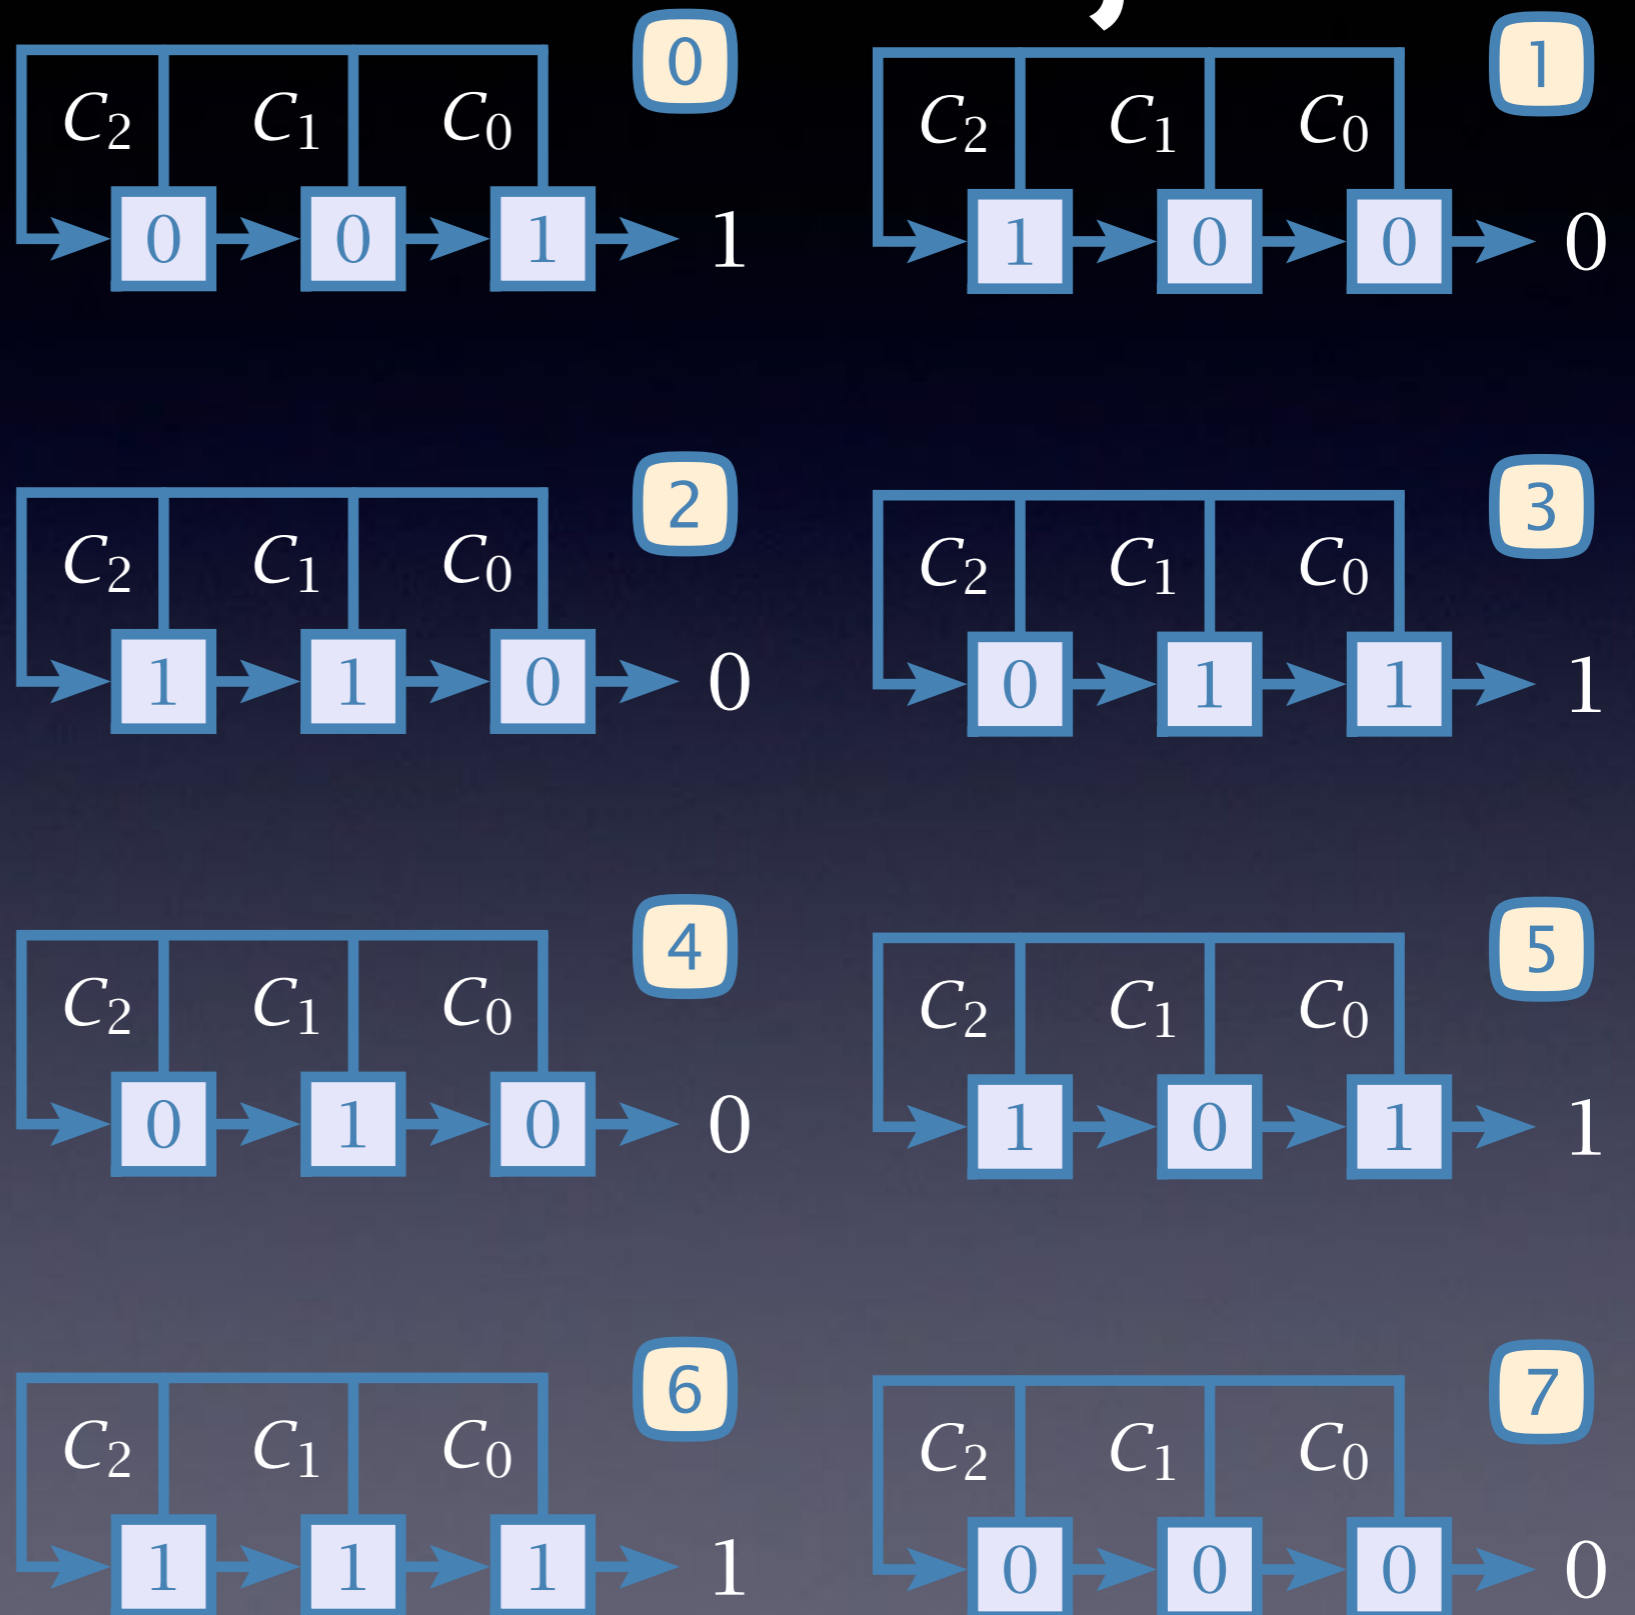 0 1
C2 C1 C0 C2 C1 C0
0 0 1 1 1 0 0 0
2 3
C2 C1 C0 C2 C1 C0
1 1 0 0 0 1 1 1
4 5
C2 C1 C0 C2 C1 C0
0 1 0 0 1 0 1 1
6 7
C2 C1 C0 C2 C1 C0
1 1 1 1 0 0 0 0